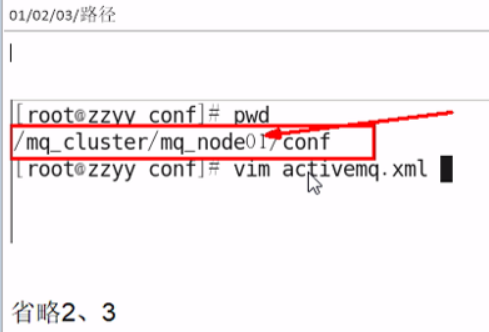 01/02/03/路径
[root@zzyy conf]# pwd
/mq_cluster/mq_node01/conf
[root@zzyy conf]# vim activemq.xml
省略2、3